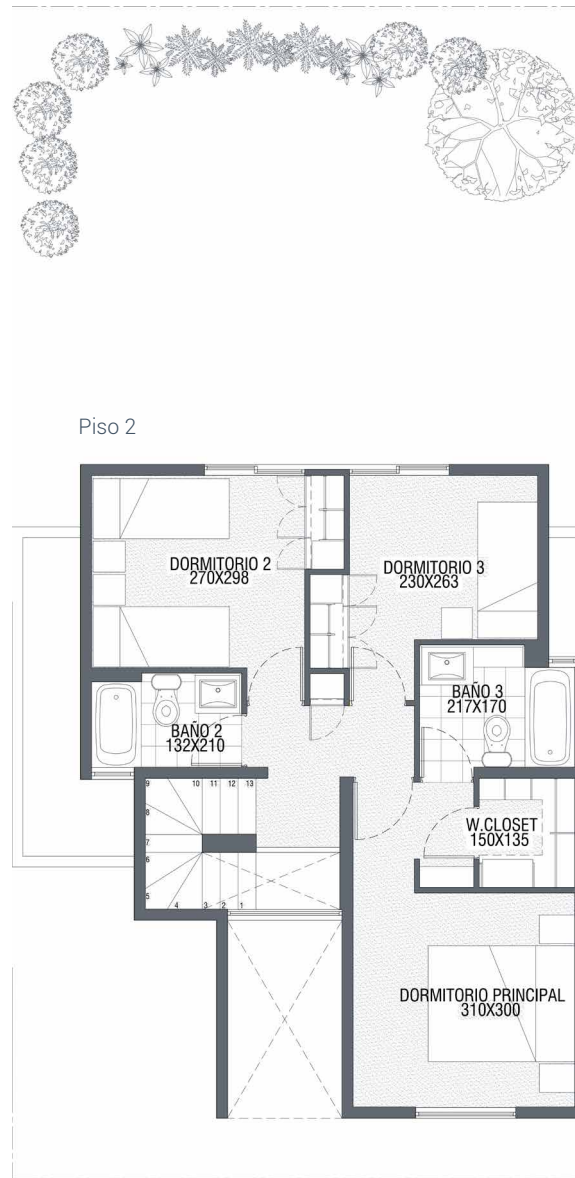 Piso 2
DORMITORIO 2
270X298
DORMITORIO 3
230X263
BAÑO 3
217X170
BAÑO 2
132X210
9
10
11
12
13
8
7
6
5
4
3
2
1
W.CLOSET
150X135
DORMITORIO PRINCIPAL
310X300